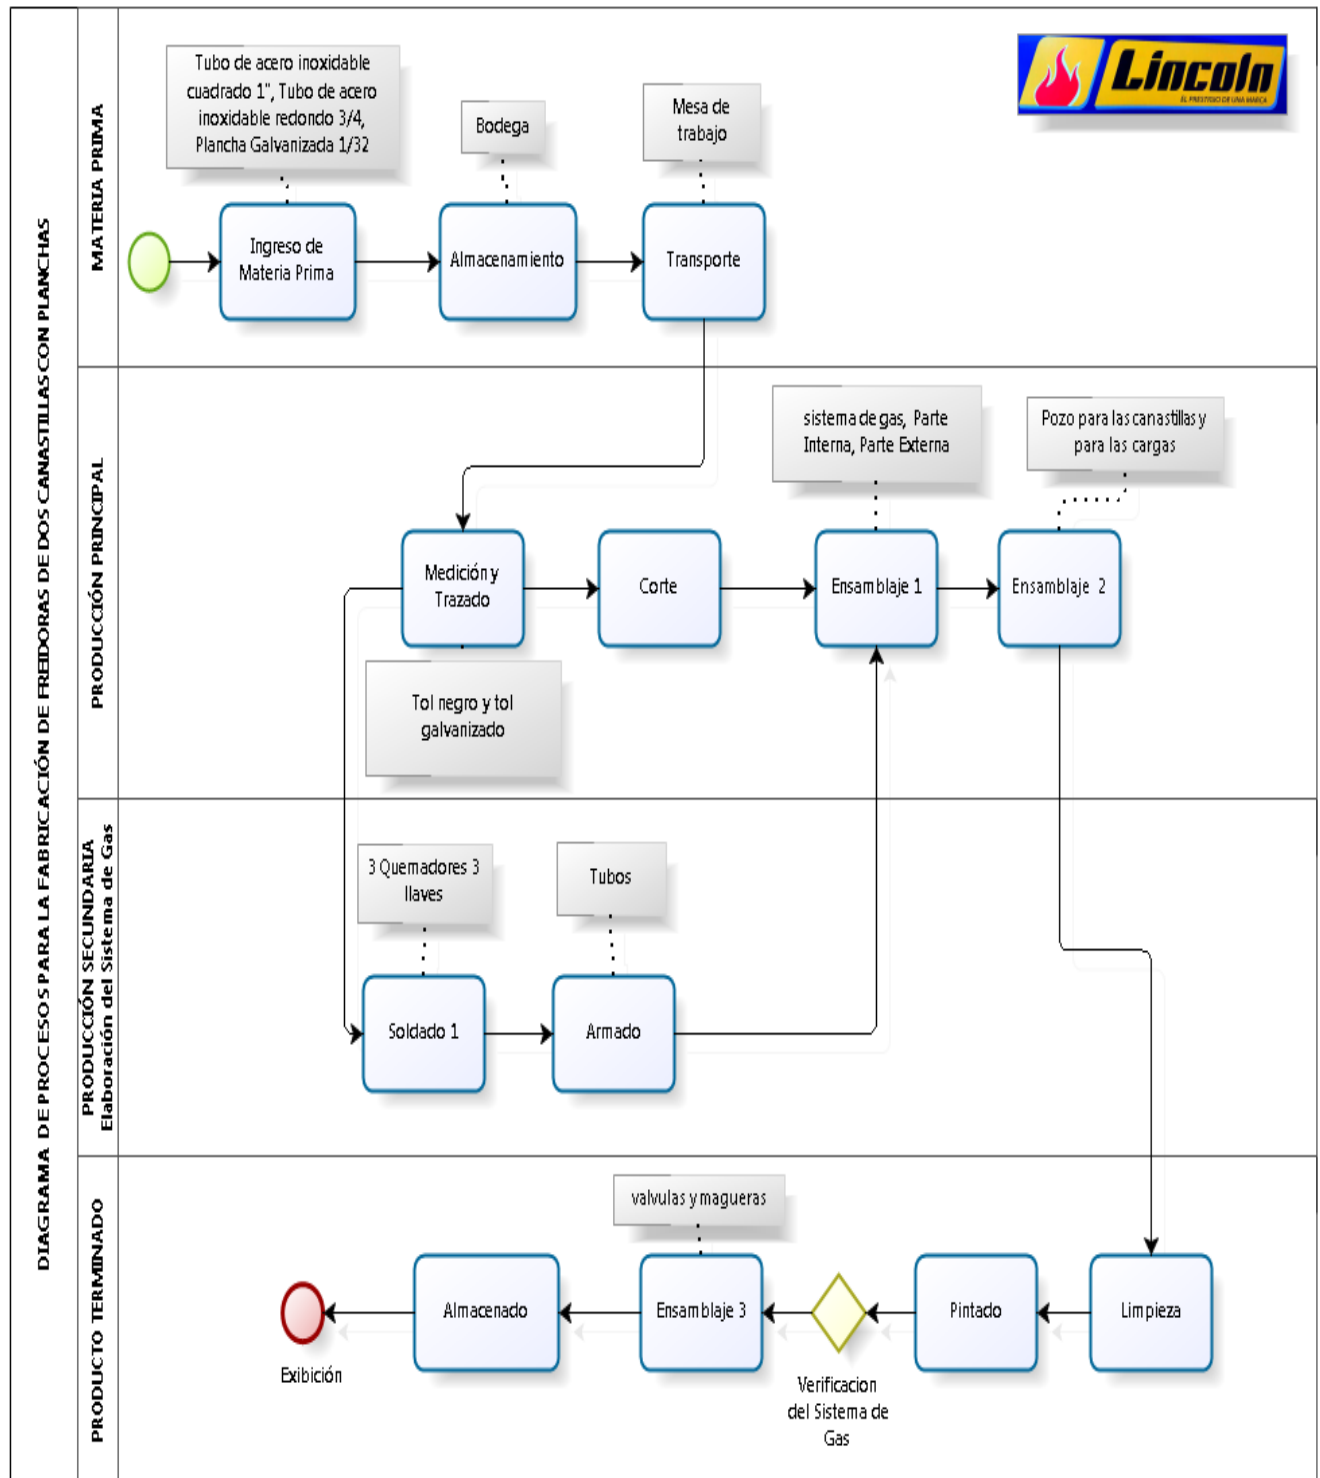 DIAGRAMA DE PROCESOS PARA LA FABRICACIÓN DE FREIDORAS DE DOS CANASTILLAS CON PLANCHAS
MATERIA PRIMA
Tubo de acero inoxidable
cuadrado 1", Tubo de acero
inoxidable redondo 3/4,
Plancha Galvanizada 1/32
Bodega
Mesa de
trabajo
Lincoln
EL PRESTIGIO DE UNA MARCA
Ingreso de
Materia Prima
Almacenamiento
Transporte
PRODUCCIÓN PRINCIPAL
sistema de gas, Parte
Interna, Parte Externa
Pozo para las canastillas y
para las cargas
Medición y
Trazado
Corte
Ensamblaje 1
Ensamblaje 2
Tol negro y tol
galvanizado
PRODUCCIÓN SECUNDARIA
Elaboración del Sistema de Gas
3 Quemadores 3
llaves
Tubos
Soldado 1
Armado
PRODUCTO TERMINADO
valvulas y magueras
Almacenado
Ensamblaje 3
Pintado
Limpieza
Exibición
Verificacion
del Sistema de
Gas